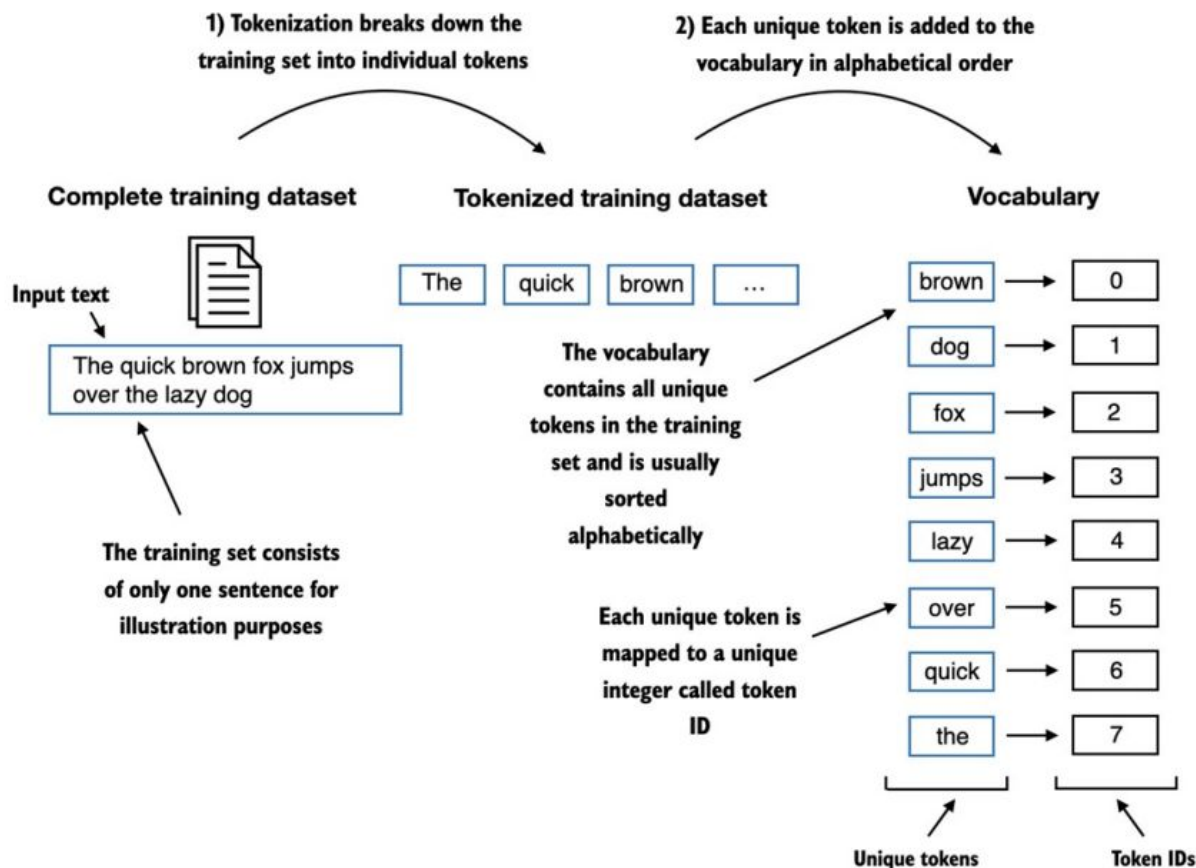 1) Tokenization breaks down the
training set into individual tokens
2) Each unique token is added to the
vocabulary in alphabetical order
Complete training dataset
Tokenized training dataset
Vocabulary
Input text
The quick brown fox jumps
over the lazy dog
The training set consists
of only one sentence for
illustration purposes
The
quick
brown
...
The vocabulary
contains all unique
tokens in the training
set and is usually
sorted
alphabetically
Each unique token is
mapped to a unique
integer called token
ID
brown 0
dog 1
fox 2
jumps 3
lazy 4
over 5
quick 6
the 7
Unique tokens
Token IDs